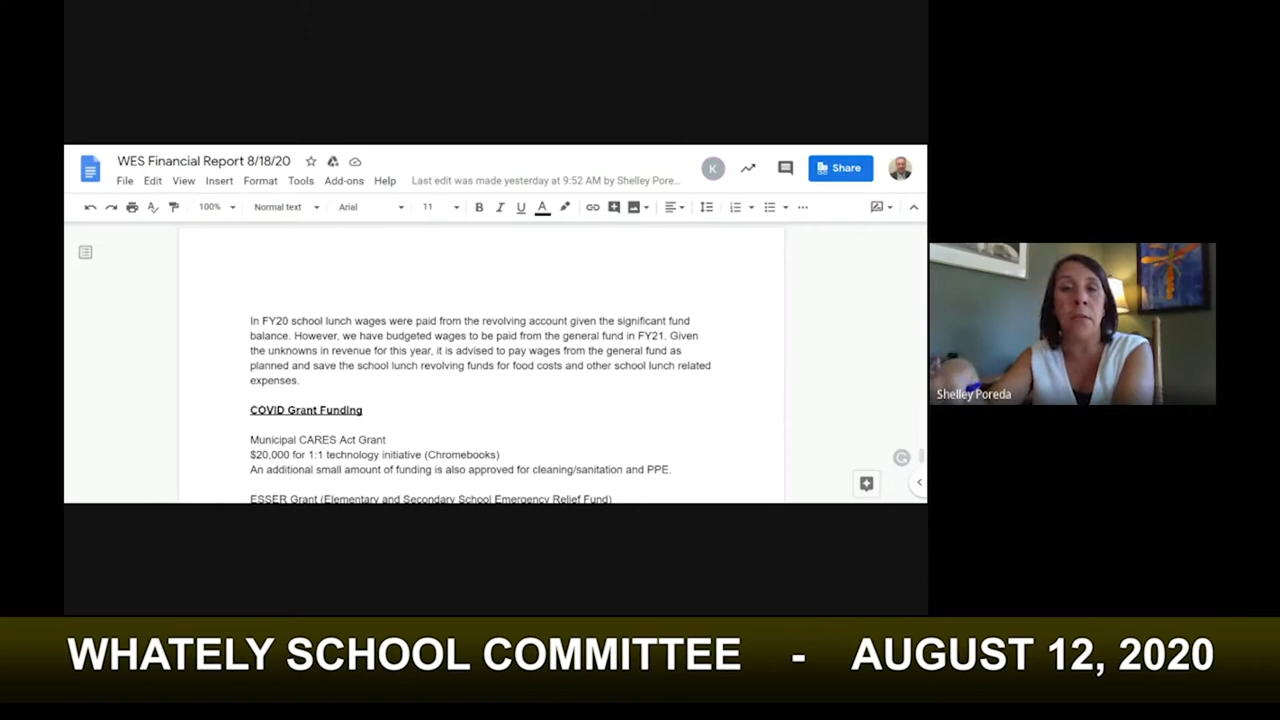 WES Financial Report 8/18/20
File Edit View Insert Format Tools Add-ons Help Last edit was made yesterday at 9:52 AM by Shelley Pore...
K
Share
100% Normal text Arial 11 B I U A
In FY20 school lunch wages were paid from the revolving account given the significant fund
balance. However, we have budgeted wages to be paid from the general fund in FY21. Given
the unknowns in revenue for this year, it is advised to pay wages from the general fund as
planned and save the school lunch revolving funds for food costs and other school lunch related
expenses.
COVID Grant Funding
Municipal CARES Act Grant
$20,000 for 1:1 technology initiative (Chromebooks)
An additional small amount of funding is also approved for cleaning/sanitation and PPE.
ESSER Grant (Elementary and Secondary School Emergency Relief Fund)
Shelley Poreda
WHATELY SCHOOL COMMITTEE - AUGUST 12, 2020